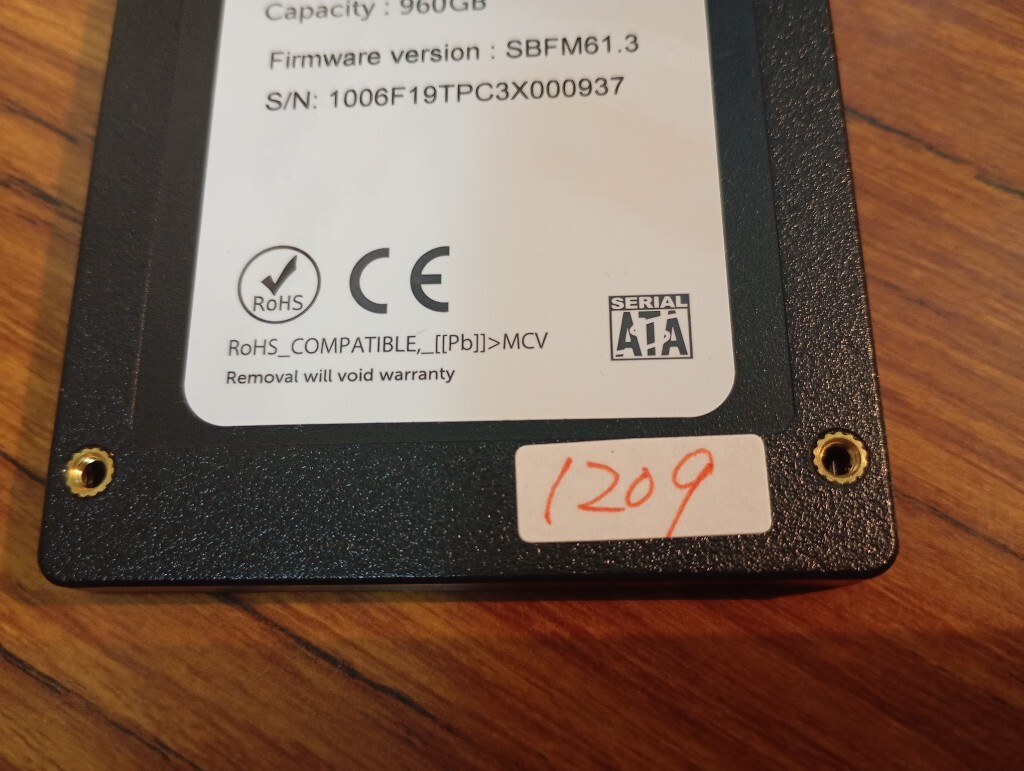 Capacity : 960GB
Firmware version : SBFM61.3
S/N: 1006F19TPC3X000937
RoHS
CE
SERIAL
ATA
RoHS_COMPATIBLE,_[[Pb]]>MCV
Removal will void warranty
1209